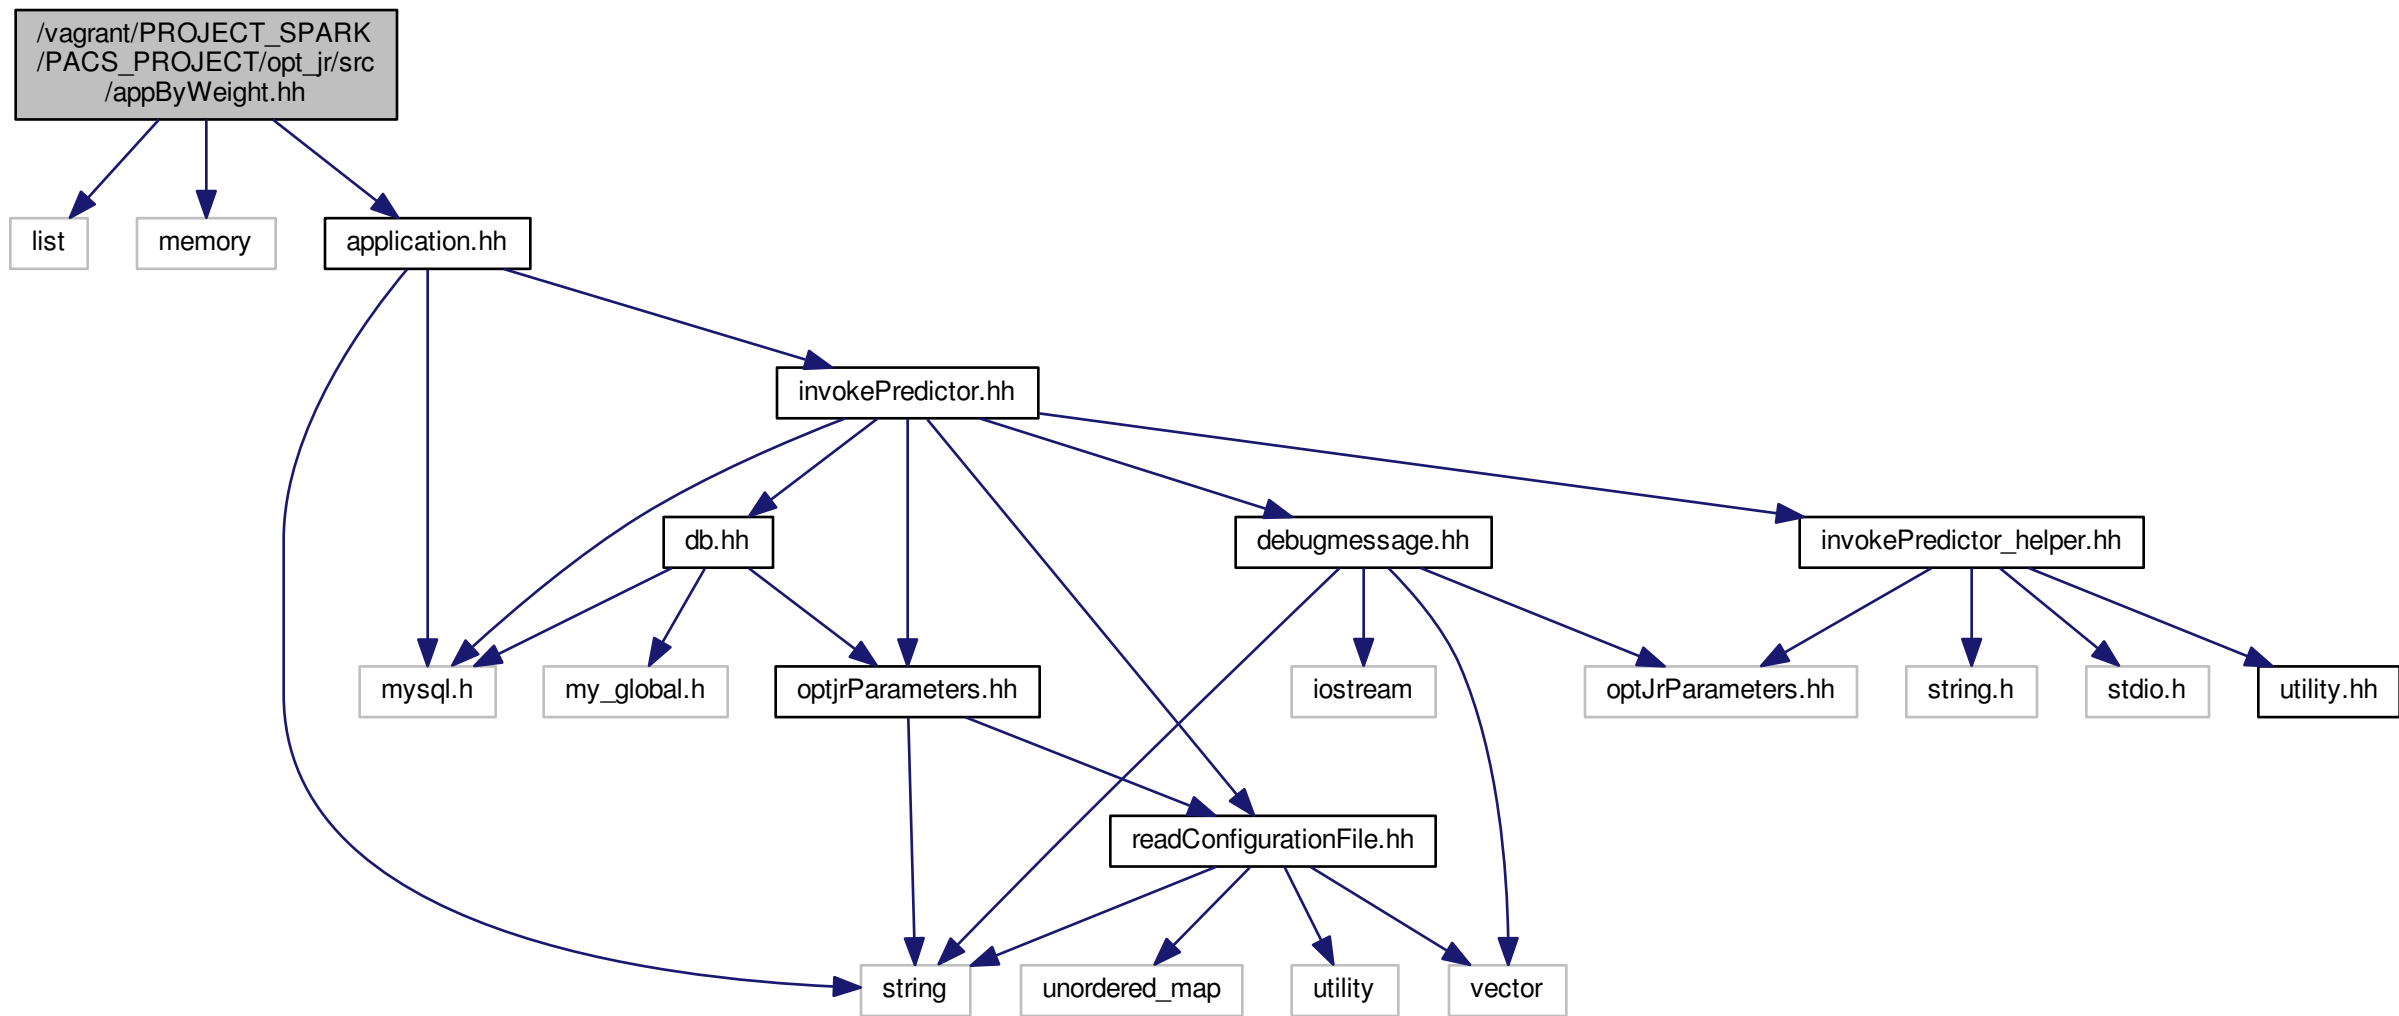 /vagrant/PROJECT_SPARK
/PACS_PROJECT/opt_jr/src
/appByWeight.hh
list
memory
application.hh
invokePredictor.hh
db.hh
debugmessage.hh
invokePredictor_helper.hh
mysql.h
my_global.h
optjrParameters.hh
iostream
optJrParameters.hh
string.h
stdio.h
utility.hh
readConfigurationFile.hh
string
unordered_map
utility
vector